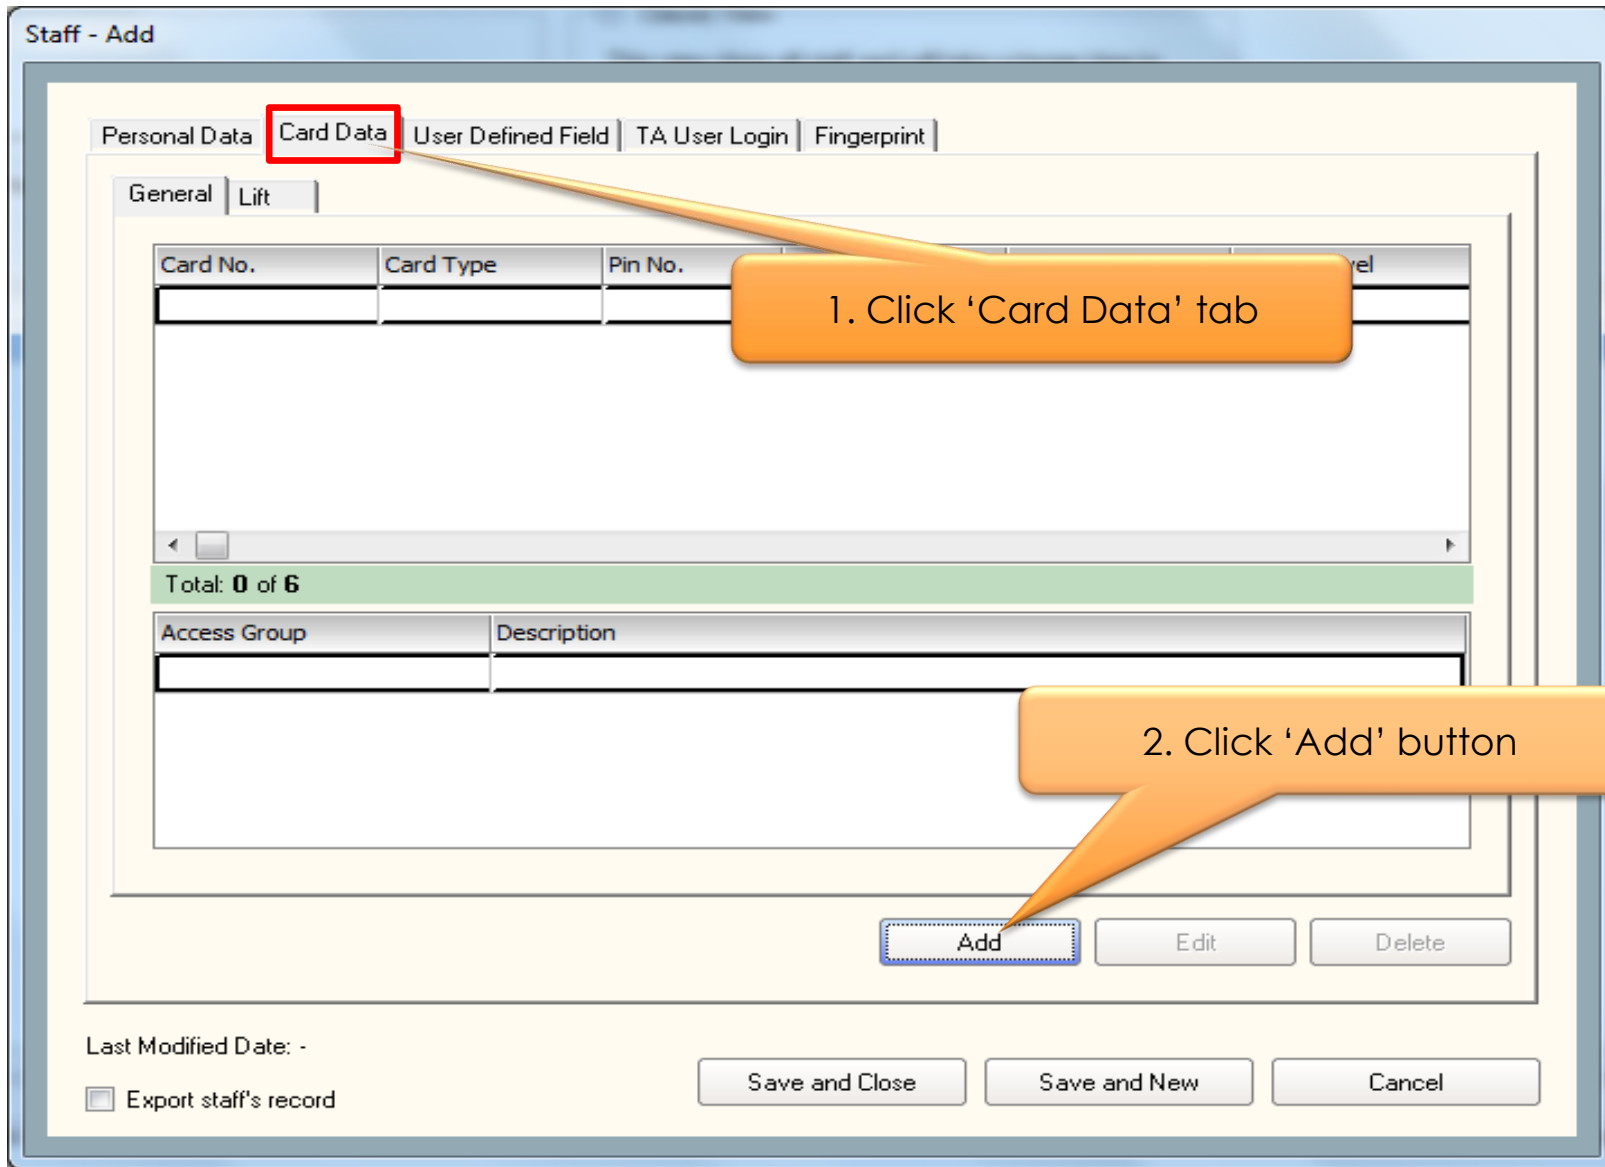 Staff - Add
Personal Data Card Data User Defined Field TA User Login Fingerprint
General Lift
Card No. Card Type Pin No.
1. Click ‘Card Data’ tab
Total: 0 of 6
Access Group Description
2. Click ‘Add’ button
Add Edit Delete
Last Modified Date: -
Save and Close Save and New Cancel
Export staff's record